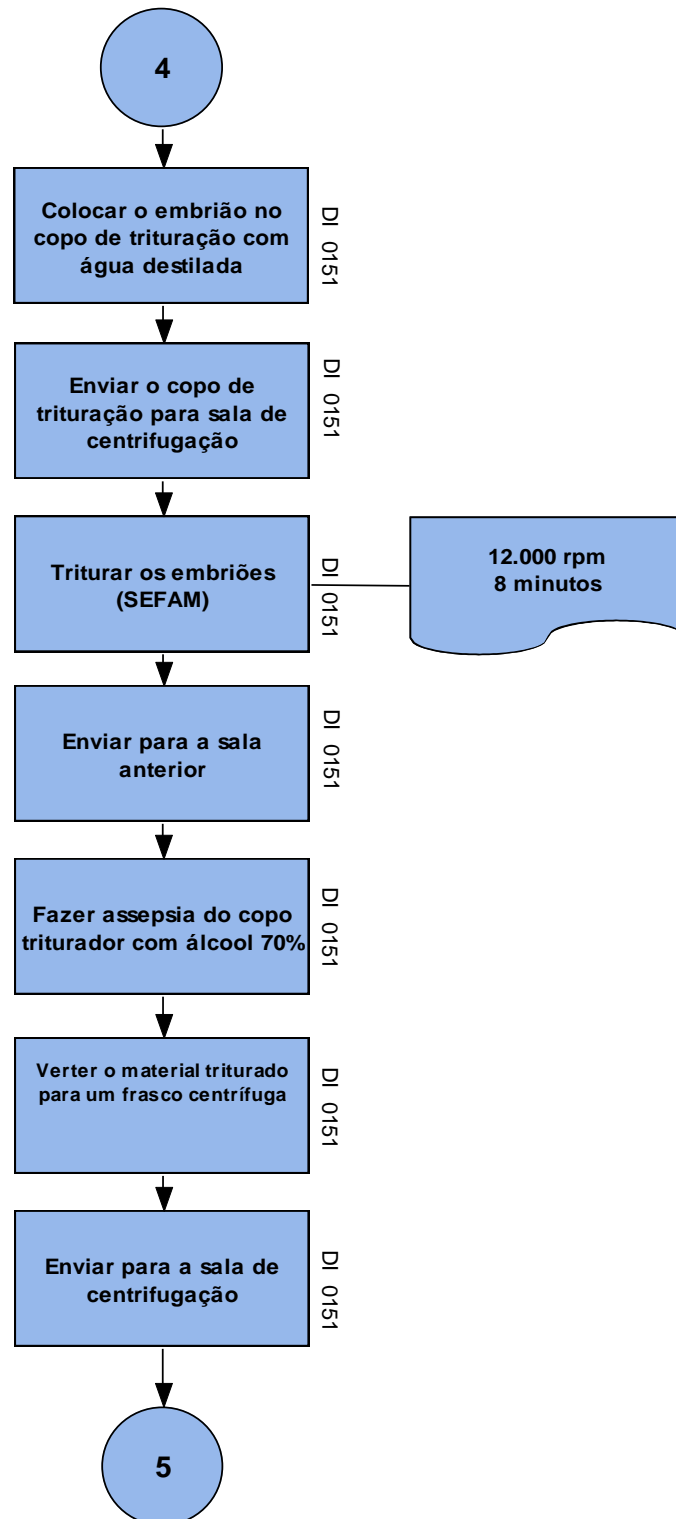 4
Colocar o embrião no
copo de trituração com
água destilada
DI 0151
Enviar o copo de
trituração para sala de
centrifugação
DI 0151
Triturar os embriões
(SEFAM)
DI 0151
12.000 rpm
8 minutos
Enviar para a sala
anterior
DI 0151
Fazer assepsia do copo
triturador com álcool 70%
DI 0151
Verter o material triturado
para um frasco centrífuga
DI 0151
Enviar para a sala de
centrifugação
DI 0151
5